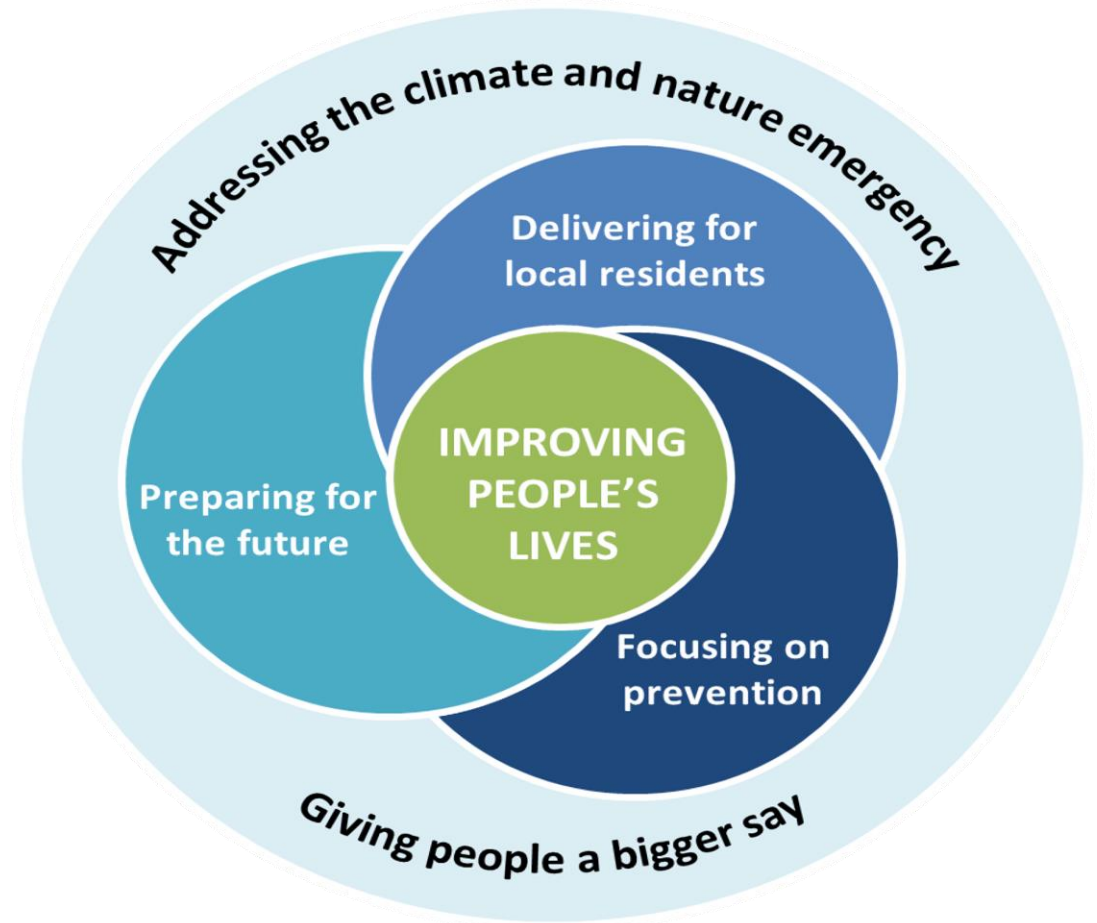 Addressing the climate and nature emergency
Delivering for
local residents
IMPROVING
PEOPLE’S
LIVES
Preparing for
the future
Focusing on
prevention
Giving people a bigger say